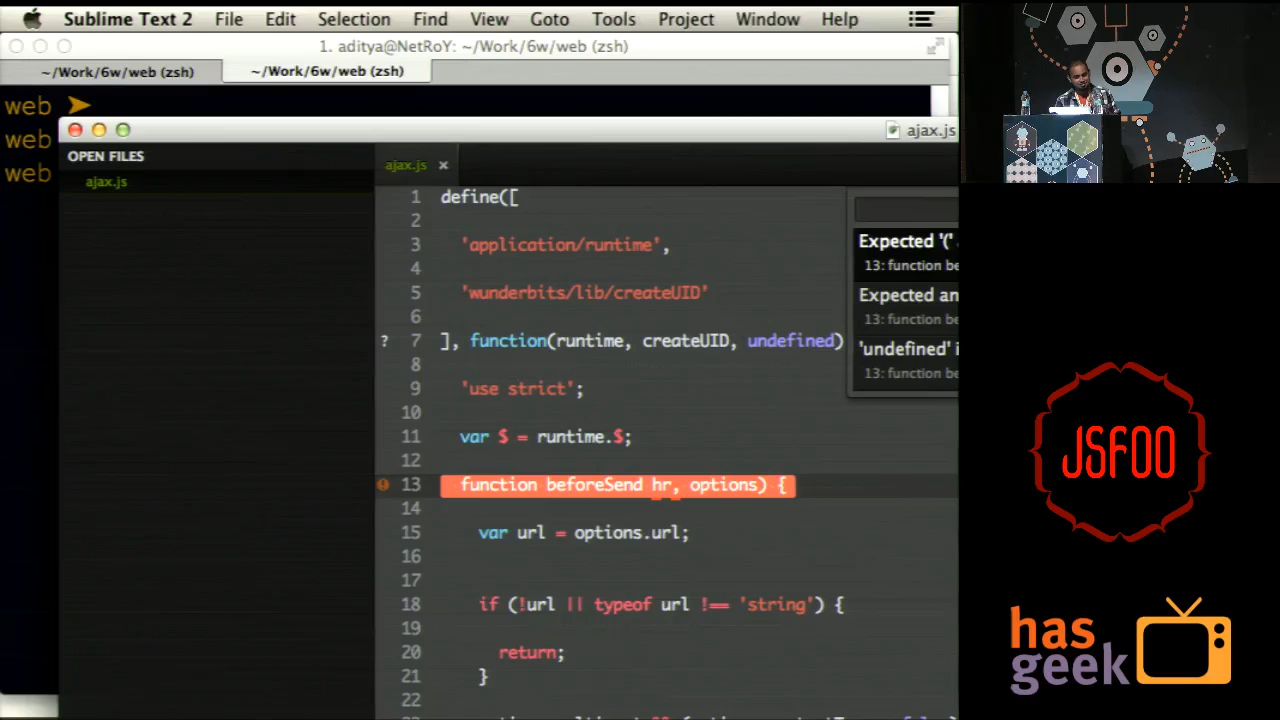 Sublime Text 2 File Edit Selection Find View Goto Tools Project Window Help
1. aditya@NetRoY: ~/Work/6w/web (zsh)
~/Work/6w/web (zsh) ~/Work/6w/web (zsh)
web ➤
web
web
ajax.js
OPEN FILES
ajax.js
ajax.js ×
1 define([
2
3 'application/runtime',
4
5 'wunderbits/lib/createUID'
6
? 7 ], function(runtime, createUID, undefined)
8
9 'use strict';
10
11 var $ = runtime.$;
12
13 function beforeSend hr, options) {
14
15 var url = options.url;
16
17
18 if (!url || typeof url !== 'string') {
19
20 return;
21 }
22
Expected '('
13: function be
Expected an
13: function be
'undefined' i
13: function be
JSFOO
has
geek